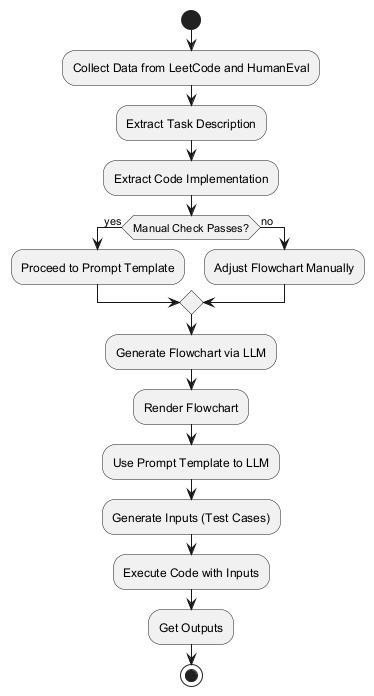 Collect Data from LeetCode and HumanEval
Extract Task Description
Extract Code Implementation
yes
Manual Check Passes?
no
Proceed to Prompt Template
Adjust Flowchart Manually
Generate Flowchart via LLM
Render Flowchart
Use Prompt Template to LLM
Generate Inputs (Test Cases)
Execute Code with Inputs
Get Outputs